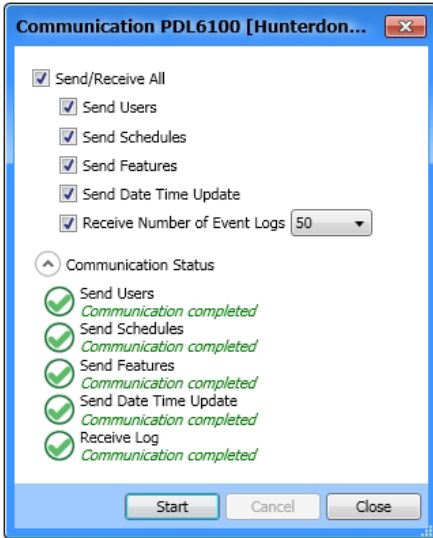 Communication PDL6100 [Hunterdon...
Send/Receive All
Send Users
Send Schedules
Send Features
Send Date Time Update
Receive Number of Event Logs 50
Communication Status
Send Users
Communication completed
Send Schedules
Communication completed
Send Features
Communication completed
Send Date Time Update
Communication completed
Receive Log
Communication completed
Start Cancel Close